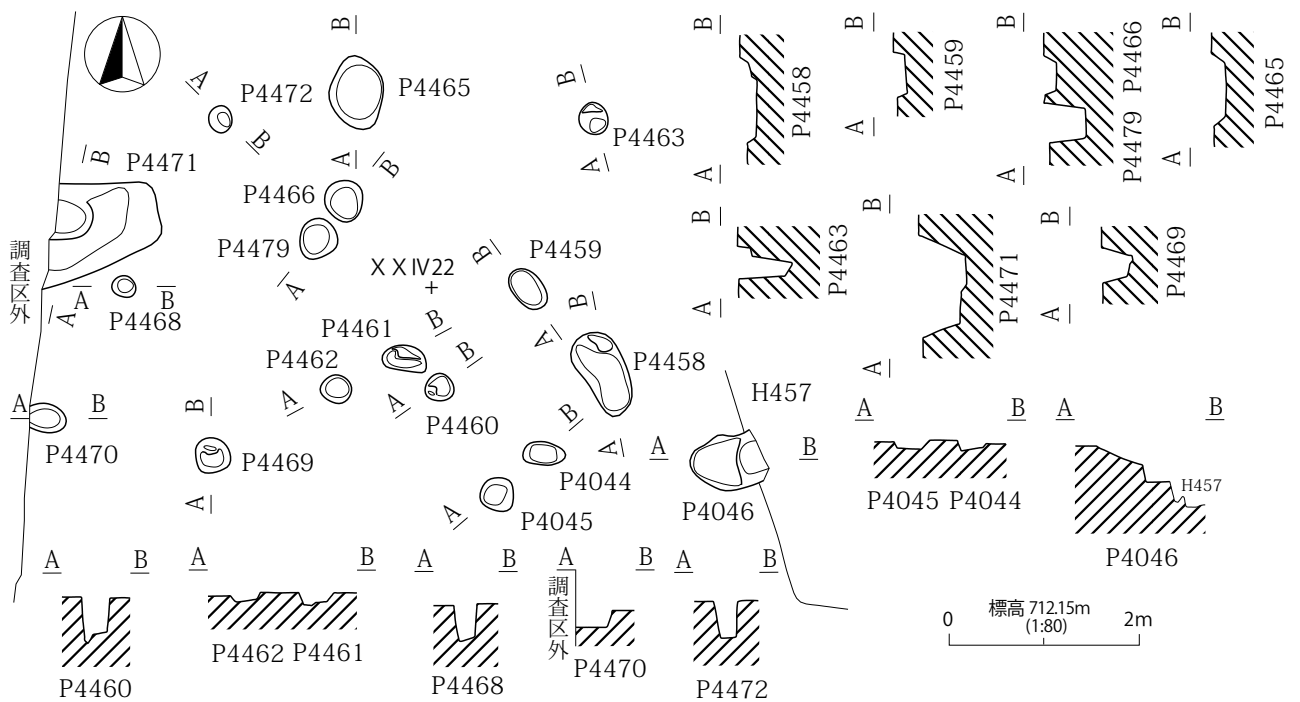 B
P4465
A
P4472
B
A
B
P4463
A
B
P4471
A
B
P4466
P4479
A
調査区外
XXⅣ22
+
B
P4459
A
A
B
P4468
B
P4461
A
B
P4462
A
P4460
B
P4458
A
H457
A
B
P4470
B
P4469
A
B
P4044
A
P4045
A
B
P4046
B
A
P4458
B
A
P4459
B
A
P4466
P4479
B
A
P4465
B
A
P4463
B
A
P4471
B
A
P4469
A
B
P4045 P4044
A
B
H457
P4046
A
B
P4460
A
B
P4462 P4461
A
B
P4468
A
B
調査区外
P4470
A
B
P4472
標高 712.15m
(1:80)
0
2m